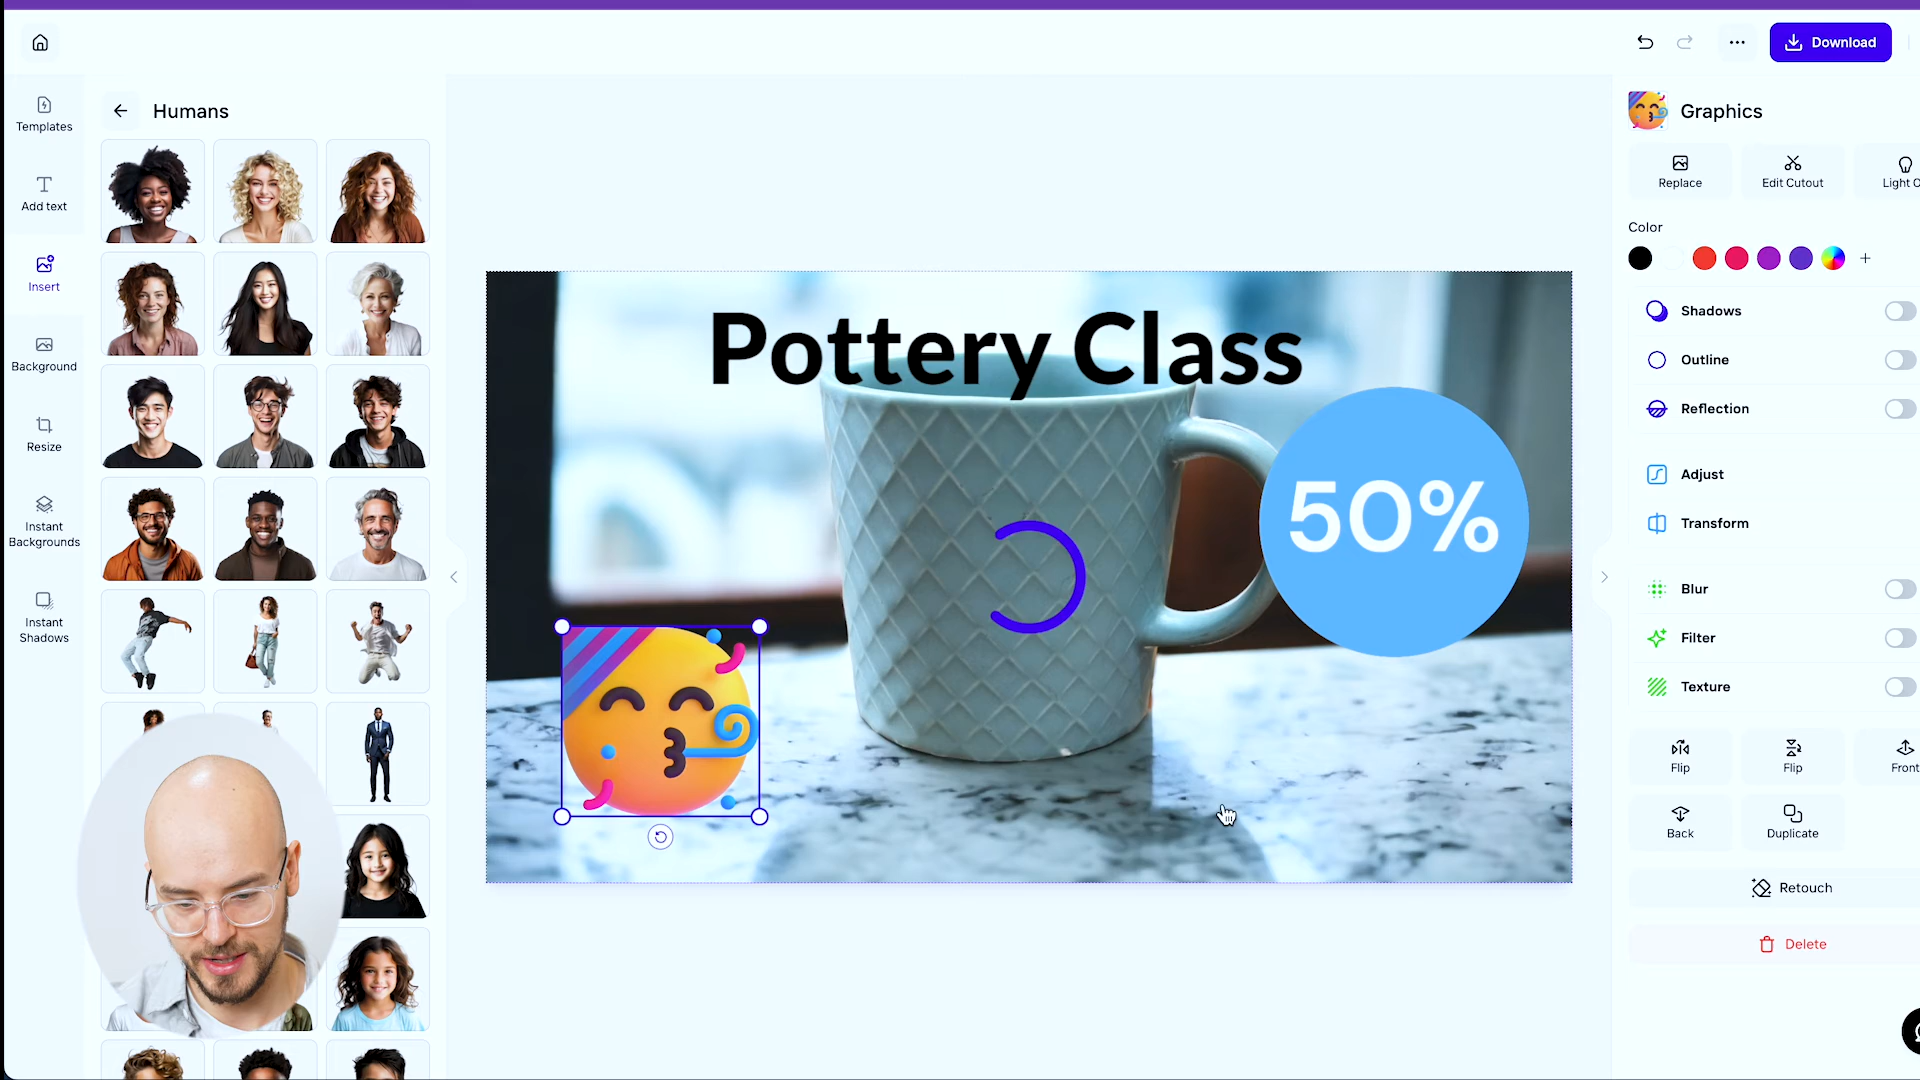 Download
Templates
Add text
Insert
Background
Resize
Instant
Backgrounds
Instant
Shadows
Humans
Pottery Class
50%
Graphics
Replace
Edit Cutout
Light
Color
Shadows
Outline
Reflection
Adjust
Transform
Blur
Filter
Texture
Flip
Flip
Front
Back
Duplicate
Retouch
Delete